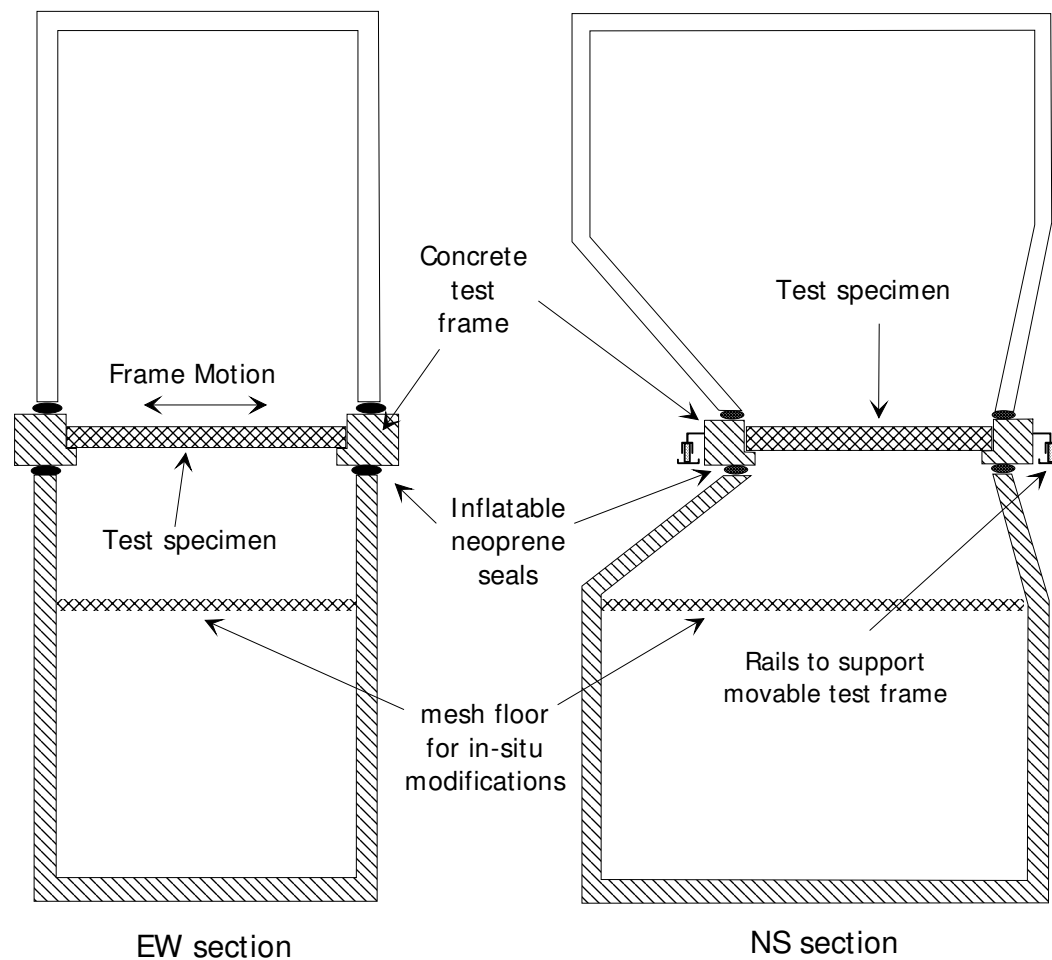 Concrete
test
frame
Test specimen
Frame Motion
Inflatable
neoprene
seals
Test specimen
Rails to support
movable test frame
mesh floor
for in-situ
modifications
EW section
NS section